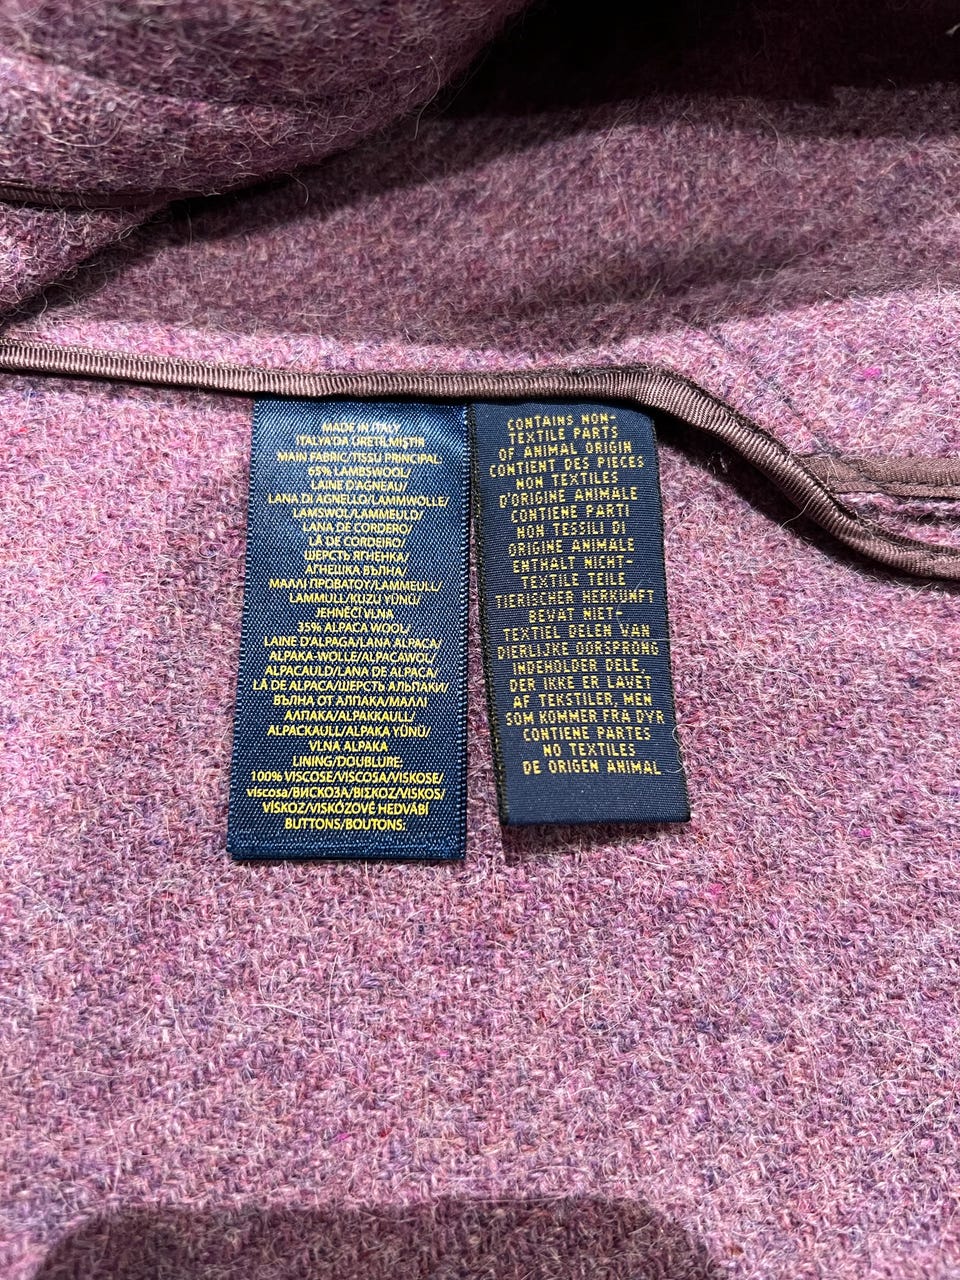 MADE IN ITALY
ITALYA'DA ÜRETİLMİŞTİR
MAIN FABRIC/TISSU PRINCIPAL:
65% LAMBSWOOL/
LAINE D'AGNEAU/
LANA DI AGNELLO/LAMMWOLLE/
LAMSWOL/LAMMEULD/
LANA DE CORDERO/
LÃ DE CORDEIRO/
ШЕРСТЬ ЯГНЕНКА/
АГНЕШКА ВЪЛНА/
ΜΑΛΛΙ ΠΡΟΒΑΤΟΥ/LAMMEULL/
LAMMULL/KUZU YÜNÜ/
JEHNĚČÍ VLNA
35% ALPACA WOOL/
LAINE D'ALPAGA/LANA ALPACA/
ALPAKA-WOLLE/ALPACAWOL/
ALPACAULD/LANA DE ALPACA/
LÃ DE ALPACA/ШЕРСТЬ АЛЬПАКИ/
ВЪЛНА ОТ АЛПАКА/ΜΑΛΛΙ
ΑΛΠΑΚΑ/ALPAKKAULL/
ALPACKAULL/ALPAKA YÜNÜ/
VLNA ALPAKA
LINING/DOUBLURE:
100% VISCOSE/VISCOSA/VISKOSE/
viscosa/ВИСКОЗА/ΒΙΣΚΟΖ/VISKOS/
VİSKOZ/VISKÓZOVÉ HEDVÁBÍ
BUTTONS/BOUTONS:
CONTAINS NON-
TEXTILE PARTS
OF ANIMAL ORIGIN
CONTIENT DES PIECES
NON TEXTILES
D'ORIGINE ANIMALE
CONTIENE PARTI
NON TESSILI DI
ORIGINE ANIMALE
ENTHALT NICHT-
TEXTILE TEILE
TIERISCHER HERKUNFT
BEVAT NIET-
TEXTIEL DELEN VAN
DIERLIJKE OORSPRONG
INDEHOLDER DELE,
DER IKKE ER LAVET
AF TEKSTILER, MEN
SOM KOMMER FRA DYR
CONTIENE PARTES
NO TEXTILES
DE ORIGEN ANIMAL